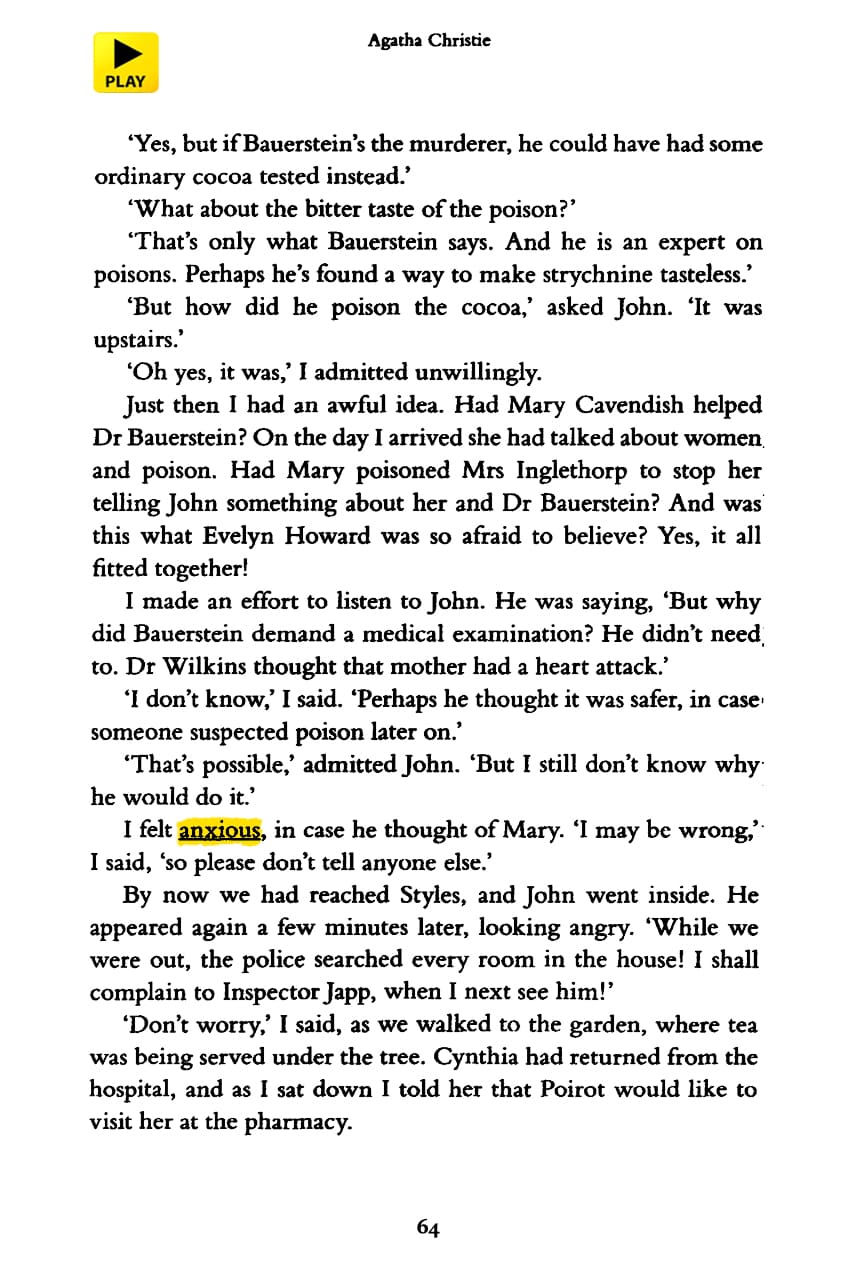 Agatha Christie
PLAY
‘Yes, but if Bauerstein’s the murderer, he could have had some
ordinary cocoa tested instead.’
‘What about the bitter taste of the poison?’
‘That’s only what Bauerstein says. And he is an expert on
poisons. Perhaps he’s found a way to make strychnine tasteless.’
‘But how did he poison the cocoa,’ asked John. ‘It was
upstairs.’
‘Oh yes, it was,’ I admitted unwillingly.
Just then I had an awful idea. Had Mary Cavendish helped
Dr Bauerstein? On the day I arrived she had talked about women
and poison. Had Mary poisoned Mrs Inglethorp to stop her
telling John something about her and Dr Bauerstein? And was
this what Evelyn Howard was so afraid to believe? Yes, it all
fitted together!
I made an effort to listen to John. He was saying, ‘But why
did Bauerstein demand a medical examination? He didn’t need
to. Dr Wilkins thought that mother had a heart attack.’
‘I don’t know,’ I said. ‘Perhaps he thought it was safer, in case
someone suspected poison later on.’
‘That’s possible,’ admitted John. ‘But I still don’t know why
he would do it.’
I felt anxious, in case he thought of Mary. ‘I may be wrong,’
I said, ‘so please don’t tell anyone else.’
By now we had reached Styles, and John went inside. He
appeared again a few minutes later, looking angry. ‘While we
were out, the police searched every room in the house! I shall
complain to Inspector Japp, when I next see him!’
‘Don’t worry,’ I said, as we walked to the garden, where tea
was being served under the tree. Cynthia had returned from the
hospital, and as I sat down I told her that Poirot would like to
visit her at the pharmacy.
64